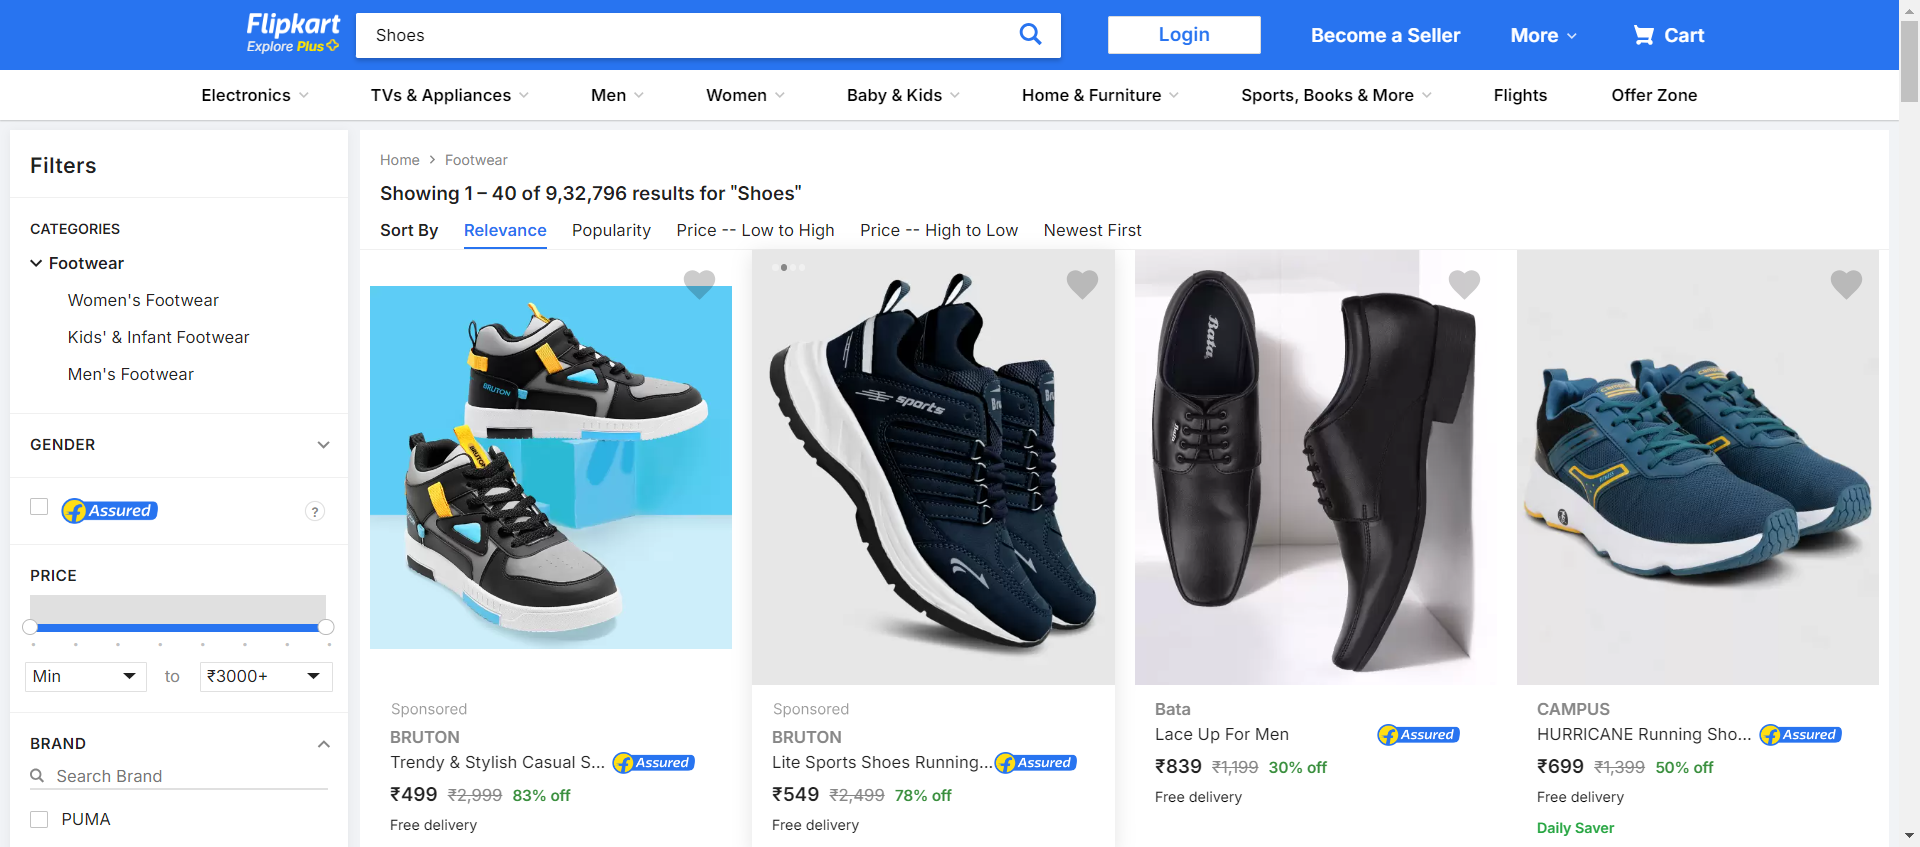 Flipkart
Explore Plus
Shoes
Login
Become a Seller
More
Cart
Electronics
TVs & Appliances
Men
Women
Baby & Kids
Home & Furniture
Sports, Books & More
Flights
Offer Zone
Filters
CATEGORIES
Footwear
Women's Footwear
Kids' & Infant Footwear
Men's Footwear
GENDER
Assured
?
PRICE
Min
to
₹3000+
BRAND
Search Brand
PUMA
Home
Footwear
Showing 1 – 40 of 9,32,796 results for "Shoes"
Sort By
Relevance
Popularity
Price -- Low to High
Price -- High to Low
Newest First
BRUTON
BRUTON
Sponsored
BRUTON
Trendy & Stylish Casual S...
Assured
₹499 ₹2,999 83% off
Free delivery
sports
Sponsored
BRUTON
Lite Sports Shoes Running...
Assured
₹549 ₹2,499 78% off
Free delivery
Bata
Bata
Bata
Lace Up For Men
Assured
₹839 ₹1,199 30% off
Free delivery
CAMPUS
HURRICANE Running Sho...
Assured
₹699 ₹1,399 50% off
Free delivery
Daily Saver